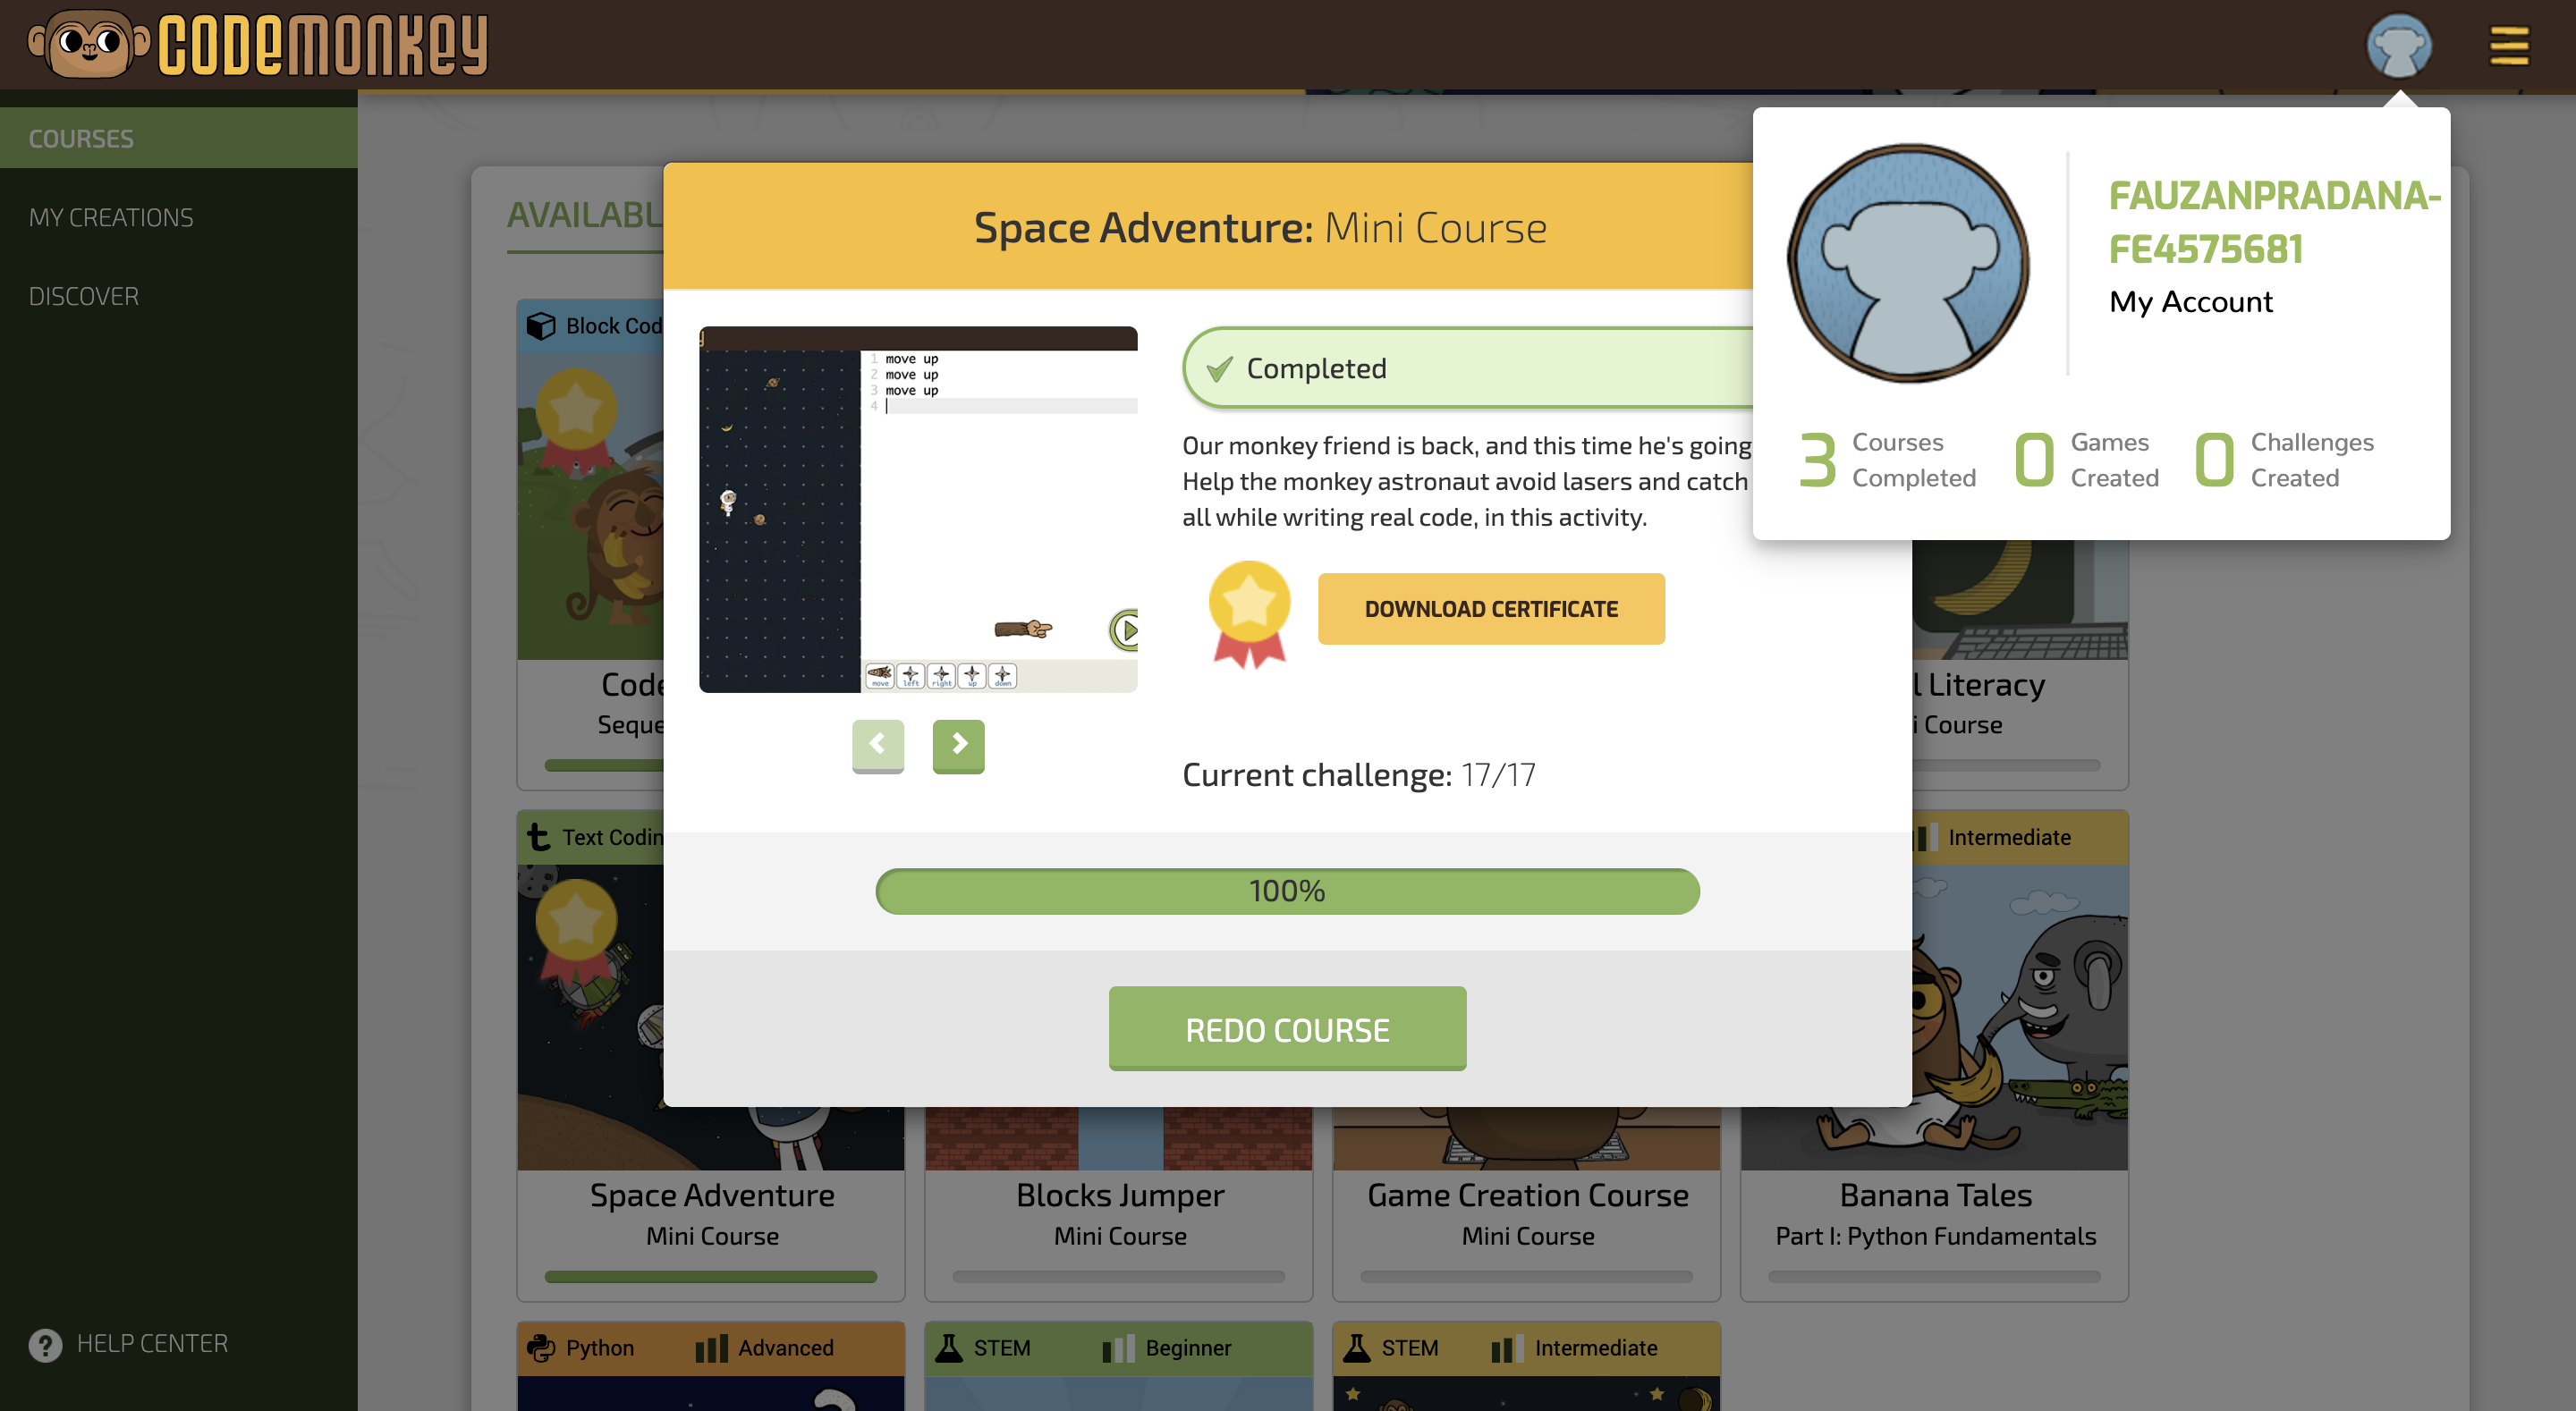 CODEMONKEY
COURSES
MY CREATIONS
DISCOVER
HELP CENTER
AVAILABL
Block Cod
Code
Seque
Text Codin
Space Adventure
Mini Course
Blocks Jumper
Mini Course
Game Creation Course
Mini Course
Intermediate
Banana Tales
Part I: Python Fundamentals
l Literacy
i Course
Python
Advanced
STEM
Beginner
STEM
Intermediate
Space Adventure: Mini Course
1 move up
2 move up
3 move up
4
move
left
right
up
down
Completed
Our monkey friend is back, and this time he's going
Help the monkey astronaut avoid lasers and catch
all while writing real code, in this activity.
DOWNLOAD CERTIFICATE
Current challenge: 17/17
100%
REDO COURSE
FAUZANPRADANA-
FE4575681
My Account
3 Courses
Completed
0 Games
Created
0 Challenges
Created